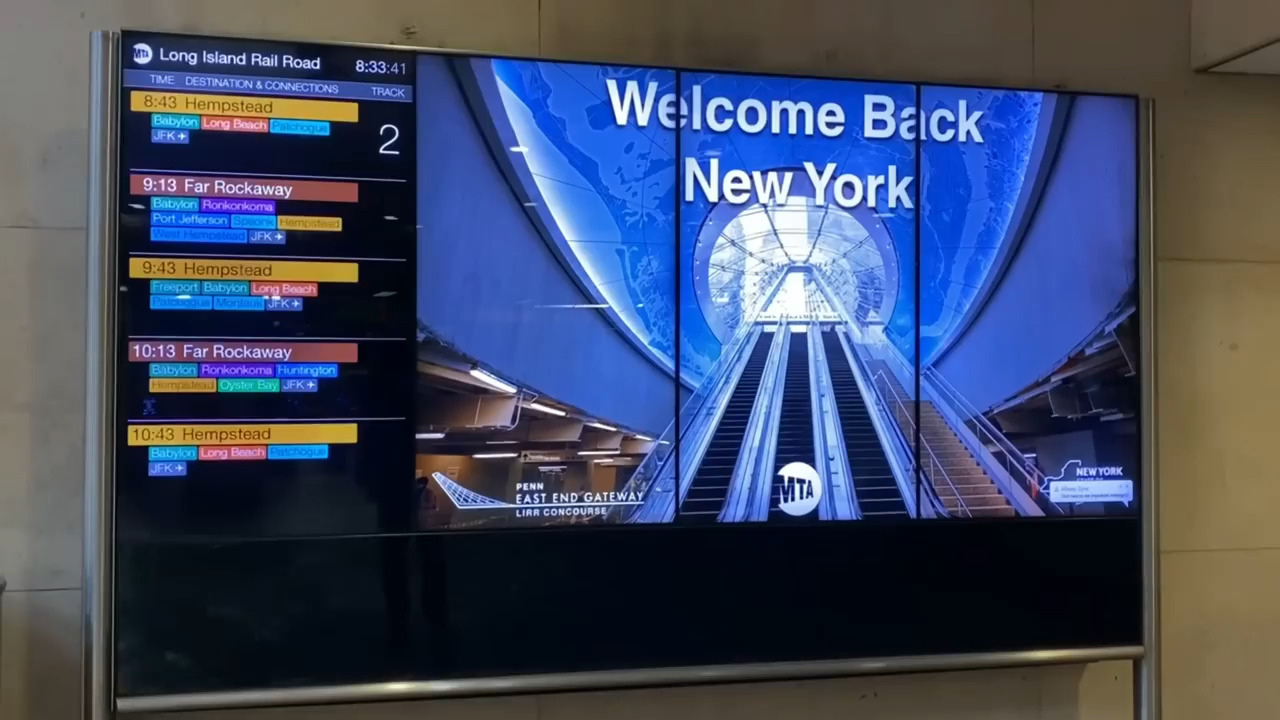 MTA Long Island Rail Road 8:33:41
TIME DESTINATION & CONNECTIONS TRACK
8:43 Hempstead
Babylon Long Beach Patchogue
JFK
2
9:13 Far Rockaway
Babylon Ronkonkoma
Port Jefferson Speonk Hempstead
West Hempstead JFK
9:43 Hempstead
Freeport Babylon Long Beach
Patchogue Montauk JFK
10:13 Far Rockaway
Babylon Ronkonkoma Huntington
Hempstead Oyster Bay JFK
10:43 Hempstead
Babylon Long Beach Patchogue
JFK
Welcome Back
New York
PENN
EAST END GATEWAY
LIRR CONCOURSE
MTA
NEW YORK